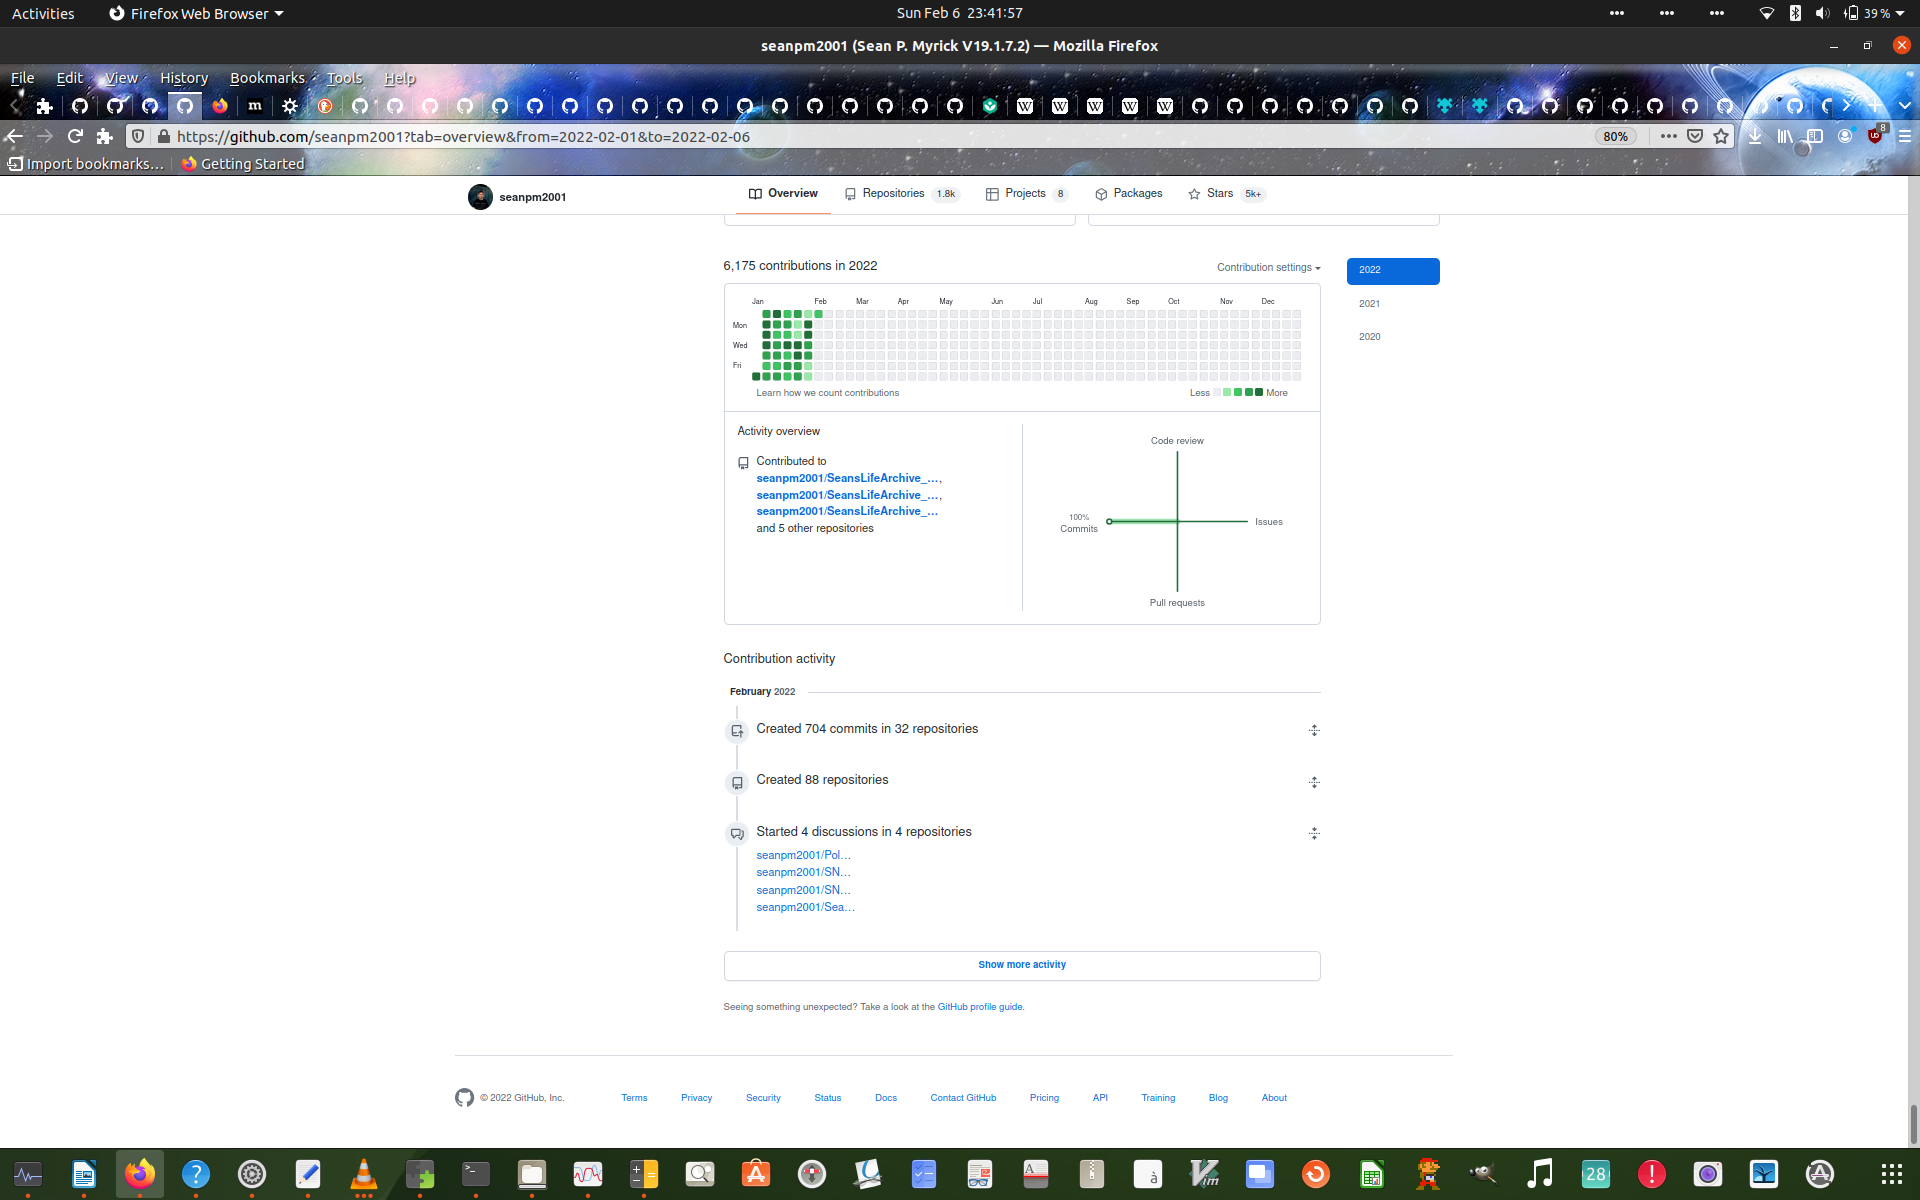 Activities Firefox Web Browser Sun Feb 6 23:41:57 39 %
seanpm2001 (Sean P. Myrick V19.1.7.2) — Mozilla Firefox
File Edit View History Bookmarks Tools Help
https://github.com/seanpm2001?tab=overview&from=2022-02-01&to=2022-02-06 80% 8
Import bookmarks... Getting Started
seanpm2001 Overview Repositories 1.8k Projects 8 Packages Stars 5k+
6,175 contributions in 2022 Contribution settings 2022
2021
2020
Jan Feb Mar Apr May Jun Jul Aug Sep Oct Nov Dec
Mon
Wed
Fri
Learn how we count contributions Less More
Activity overview
Contributed to
seanpm2001/SeansLifeArchive_...,
seanpm2001/SeansLifeArchive_...,
seanpm2001/SeansLifeArchive_...
and 5 other repositories
Code review
100%
Commits
Issues
Pull requests
Contribution activity
February 2022
Created 704 commits in 32 repositories
Created 88 repositories
Started 4 discussions in 4 repositories
seanpm2001/Pol...
seanpm2001/SN...
seanpm2001/SN...
seanpm2001/Sea...
Show more activity
Seeing something unexpected? Take a look at the GitHub profile guide.
© 2022 GitHub, Inc. Terms Privacy Security Status Docs Contact GitHub Pricing API Training Blog About
28